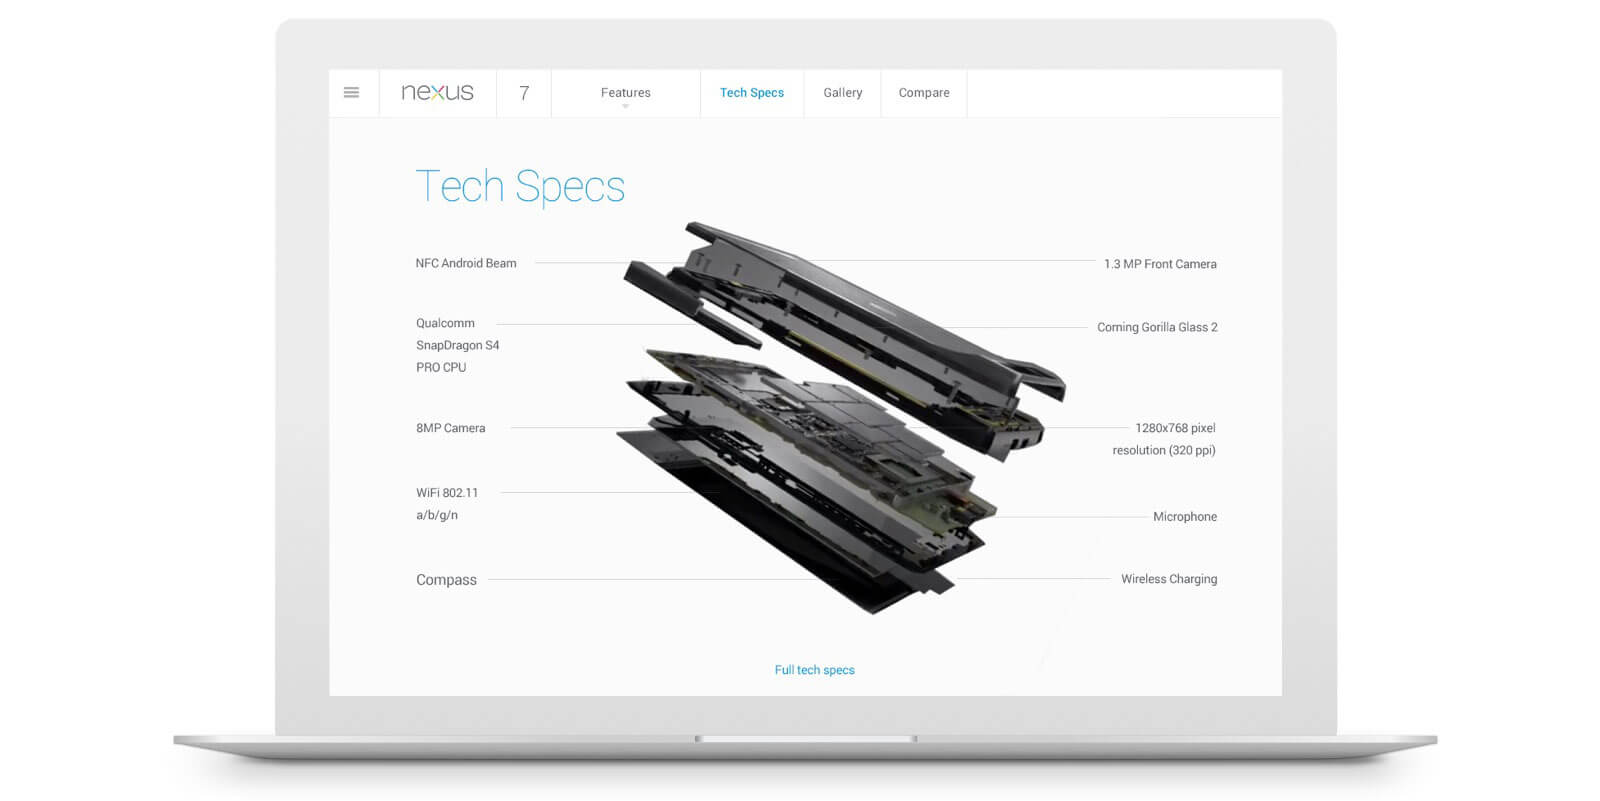 nexus
7
Features
Tech Specs
Gallery
Compare
Tech Specs
NFC Android Beam
Qualcomm
SnapDragon S4
PRO CPU
8MP Camera
WiFi 802.11
a/b/g/n
Compass
1.3 MP Front Camera
Corning Gorilla Glass 2
1280x768 pixel
resolution (320 ppi)
Microphone
Wireless Charging
Full tech specs